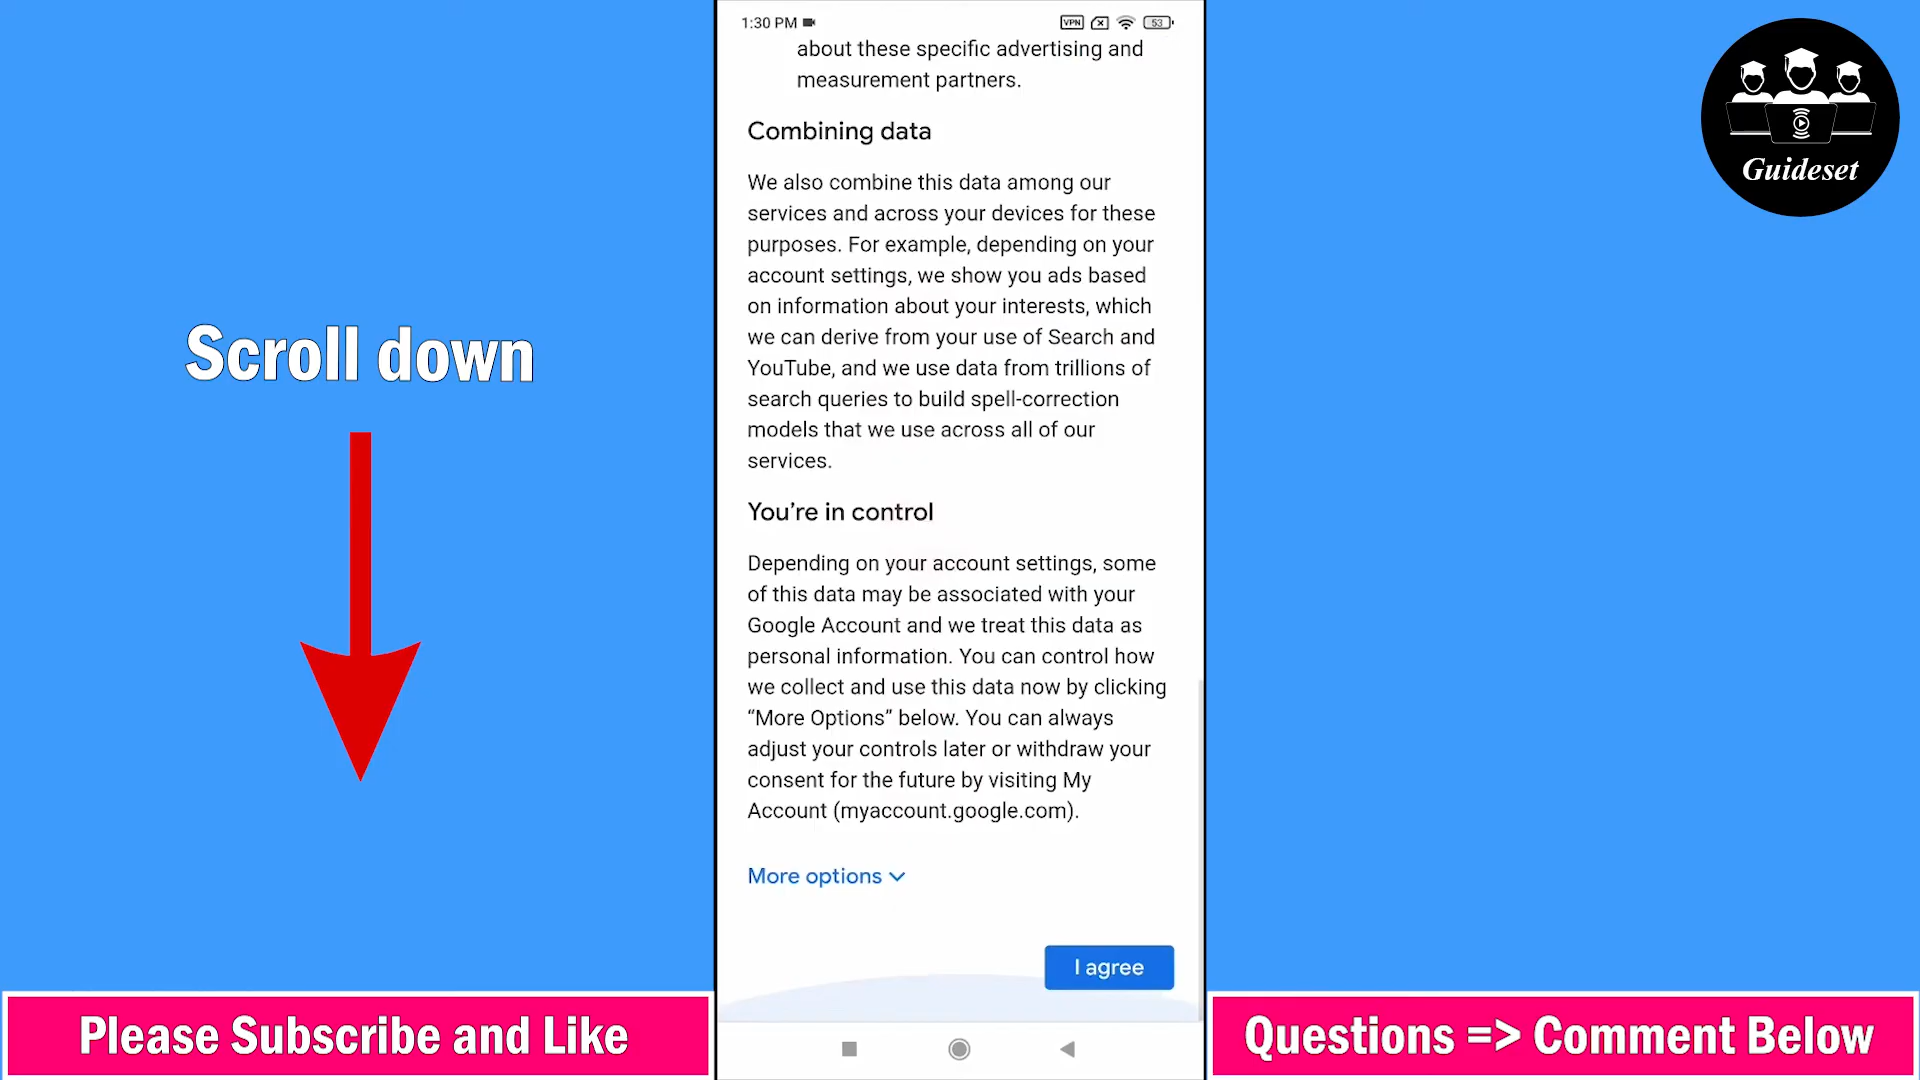 1:30 PM
VPN
53
about these specific advertising and
measurement partners.
Combining data
We also combine this data among our
services and across your devices for these
purposes. For example, depending on your
account settings, we show you ads based
on information about your interests, which
we can derive from your use of Search and
YouTube, and we use data from trillions of
search queries to build spell-correction
models that we use across all of our
services.
You’re in control
Depending on your account settings, some
of this data may be associated with your
Google Account and we treat this data as
personal information. You can control how
we collect and use this data now by clicking
“More Options” below. You can always
adjust your controls later or withdraw your
consent for the future by visiting My
Account (myaccount.google.com).
More options
I agree
Scroll down
Guideset
Please Subscribe and Like
Questions => Comment Below